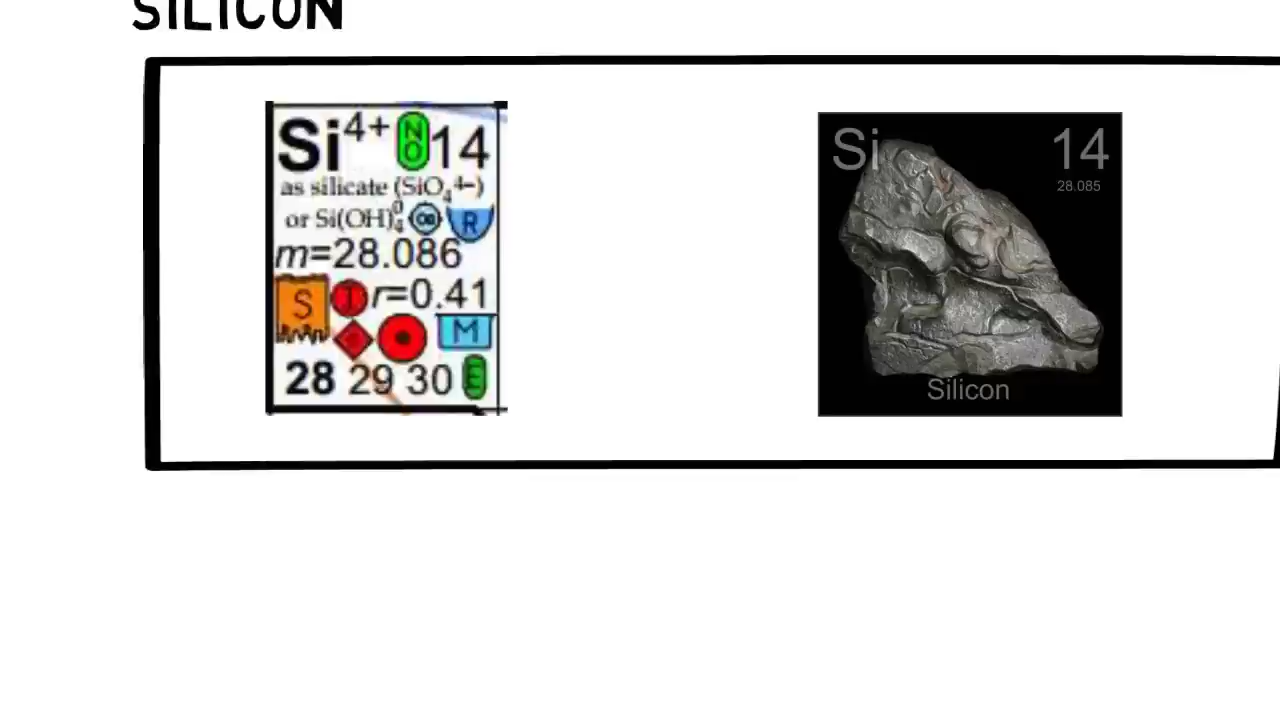 SILICON
Si4+ NO 14
as silicate (SiO₄⁴⁻)
or Si(OH)₄⁰ OB R
m=28.086
S I r=0.41
M
28 29 30 E
Si 14
28.085
Silicon